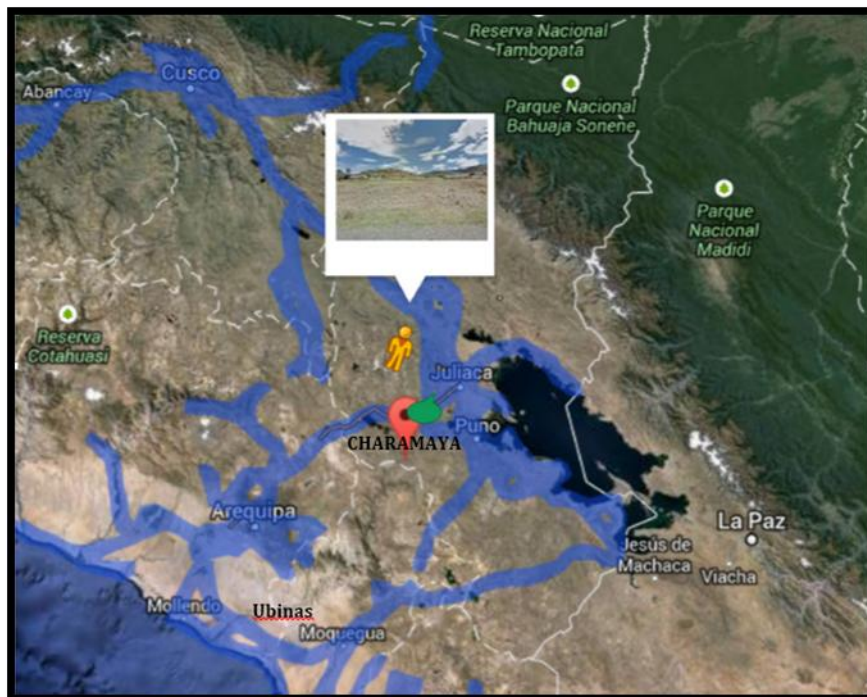 Reserva Nacional
Tambopata
Cusco
Abancay
Parque Nacional
Bahuaja Sonene
Parque
Nacional
Madidi
Reserva
Cotahuasi
Juliaca
CHARAMAYA
Puno
Arequipa
La Paz
Jesús de
Machaca
Viacha
Mollendo
Ubinas
Moquegua